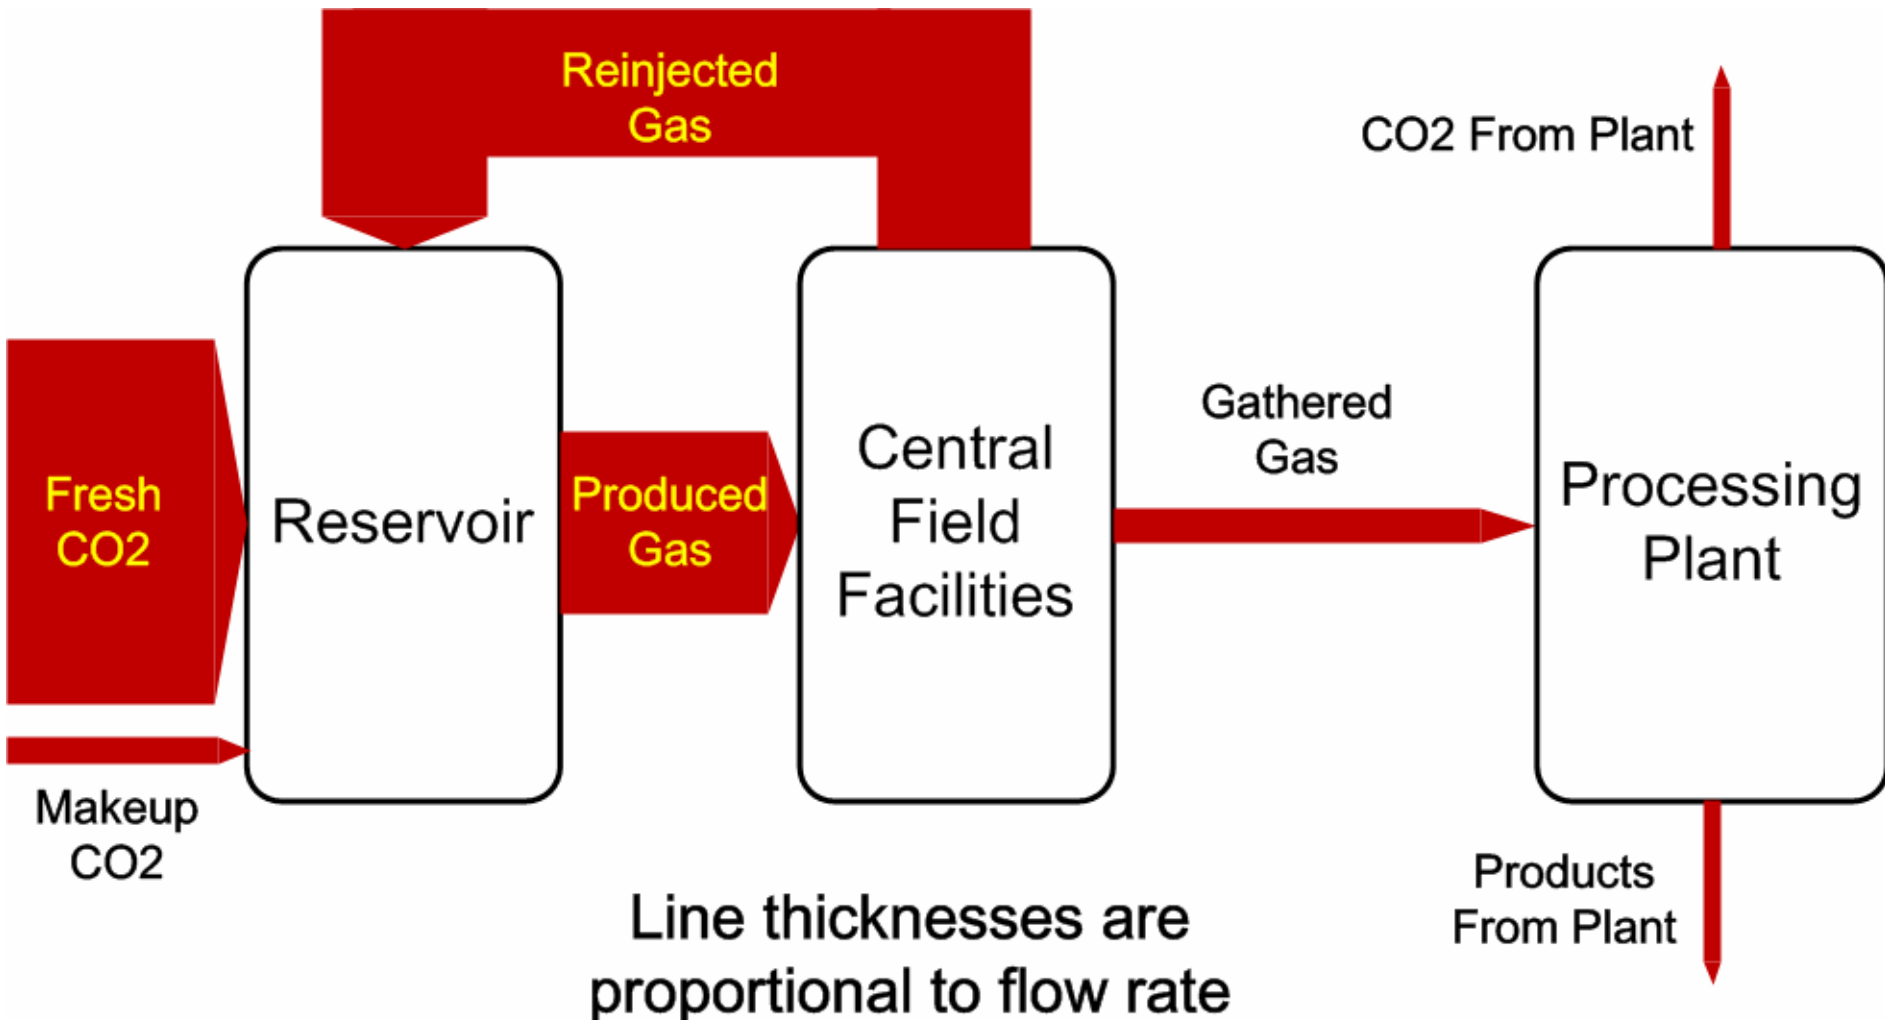 Reinjected
Gas
CO2 From Plant
Fresh
CO2
Reservoir
Produced
Gas
Central
Field
Facilities
Gathered
Gas
Processing
Plant
Makeup
CO2
Products
From Plant
Line thicknesses are
proportional to flow rate